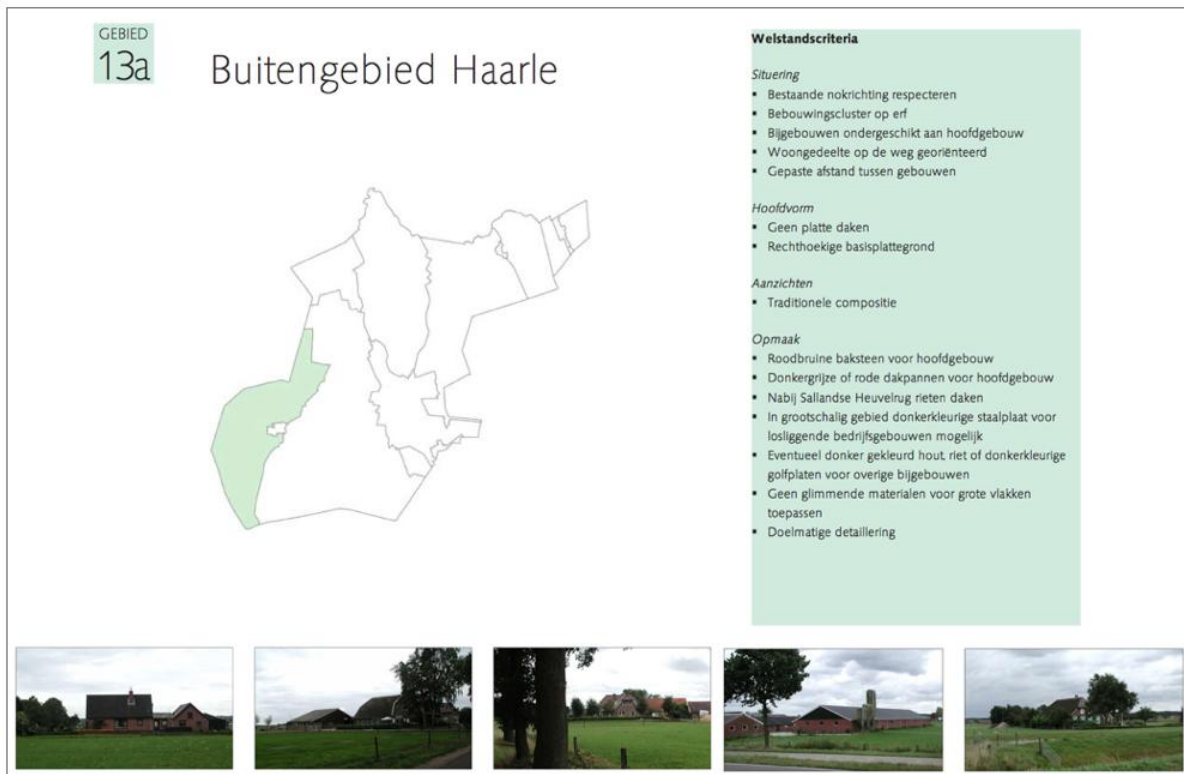 GEBIED
13a
Buitengebied Haarle
Welstandscriteria
Situering
▪ Bestaande nokrichting respecteren
▪ Bebouwingscluster op erf
▪ Bijgebouwen ondergeschikt aan hoofdgebouw
▪ Woongedeelte op de weg georiënteerd
▪ Gepaste afstand tussen gebouwen
Hoofdvorm
▪ Geen platte daken
▪ Rechthoekige basisplattegrond
Aanzichten
▪ Traditionele compositie
Opmaak
▪ Roodbruine baksteen voor hoofdgebouw
▪ Donkergrijze of rode dakpannen voor hoofdgebouw
▪ Nabij Sallandse Heuvelrug rieten daken
▪ In grootschalig gebied donkerkleurige staalplaat voor
losliggende bedrijfsgebouwen mogelijk
▪ Eventueel donker gekleurd hout, riet of donkerkleurige
golfplaten voor overige bijgebouwen
▪ Geen glimmende materialen voor grote vlakken
toepassen
▪ Doelmatige detaillering